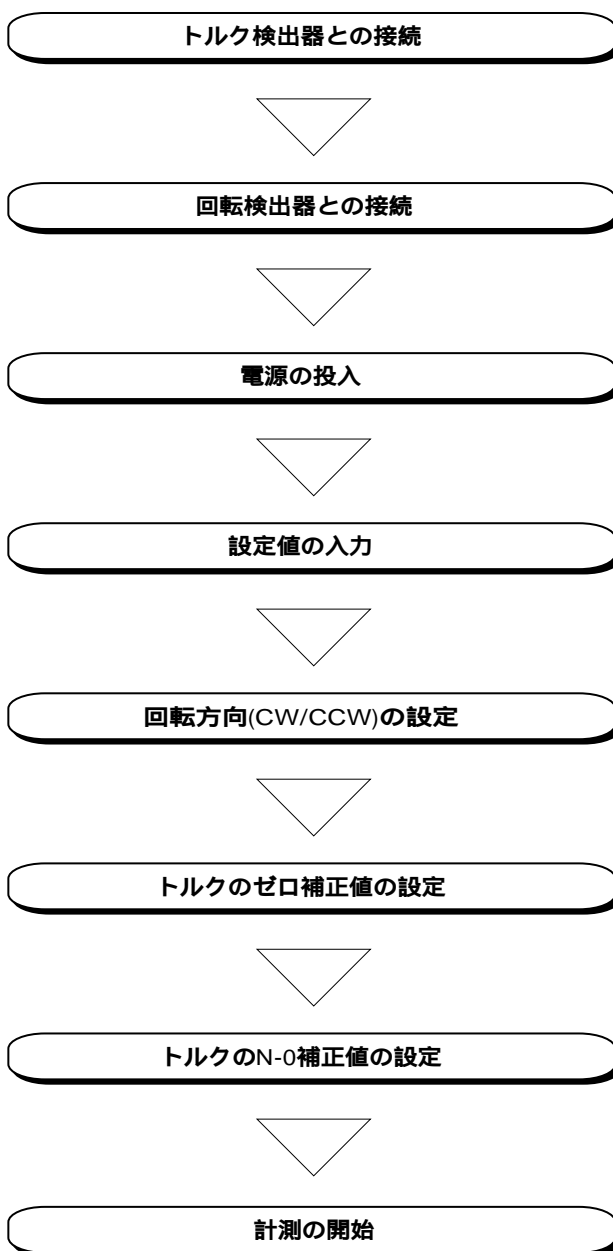 トルク検出器との接続
回転検出器との接続
電源の投入
設定値の入力
回転方向(CW/CCW)の設定
トルクのゼロ補正値の設定
トルクのN-0補正値の設定
計測の開始